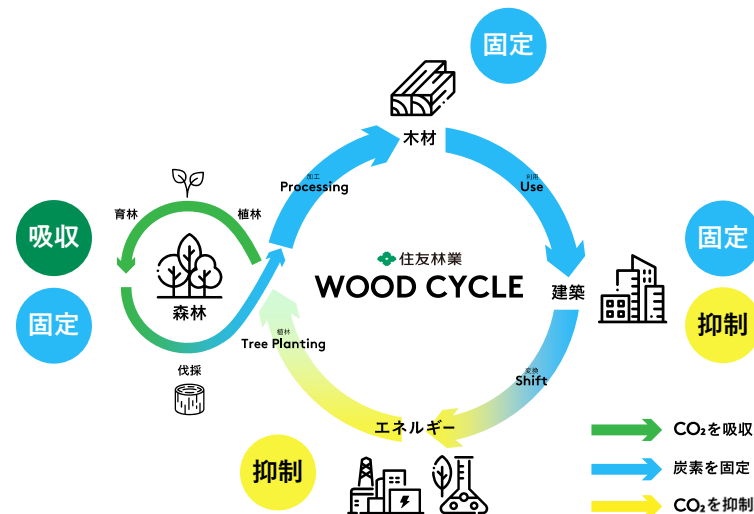 固定
木材
加工
Processing
利用
Use
育林
植林
吸収
固定
森林
伐採
住友林業
WOOD CYCLE
建築
固定
抑制
植林
Tree Planting
変換
Shift
エネルギー
抑制
CO₂を吸収
炭素を固定
CO₂を抑制